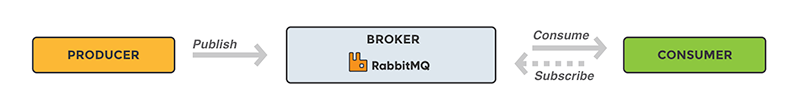 PRODUCER
Publish
BROKER
RabbitMQ
Consume
Subscribe
CONSUMER